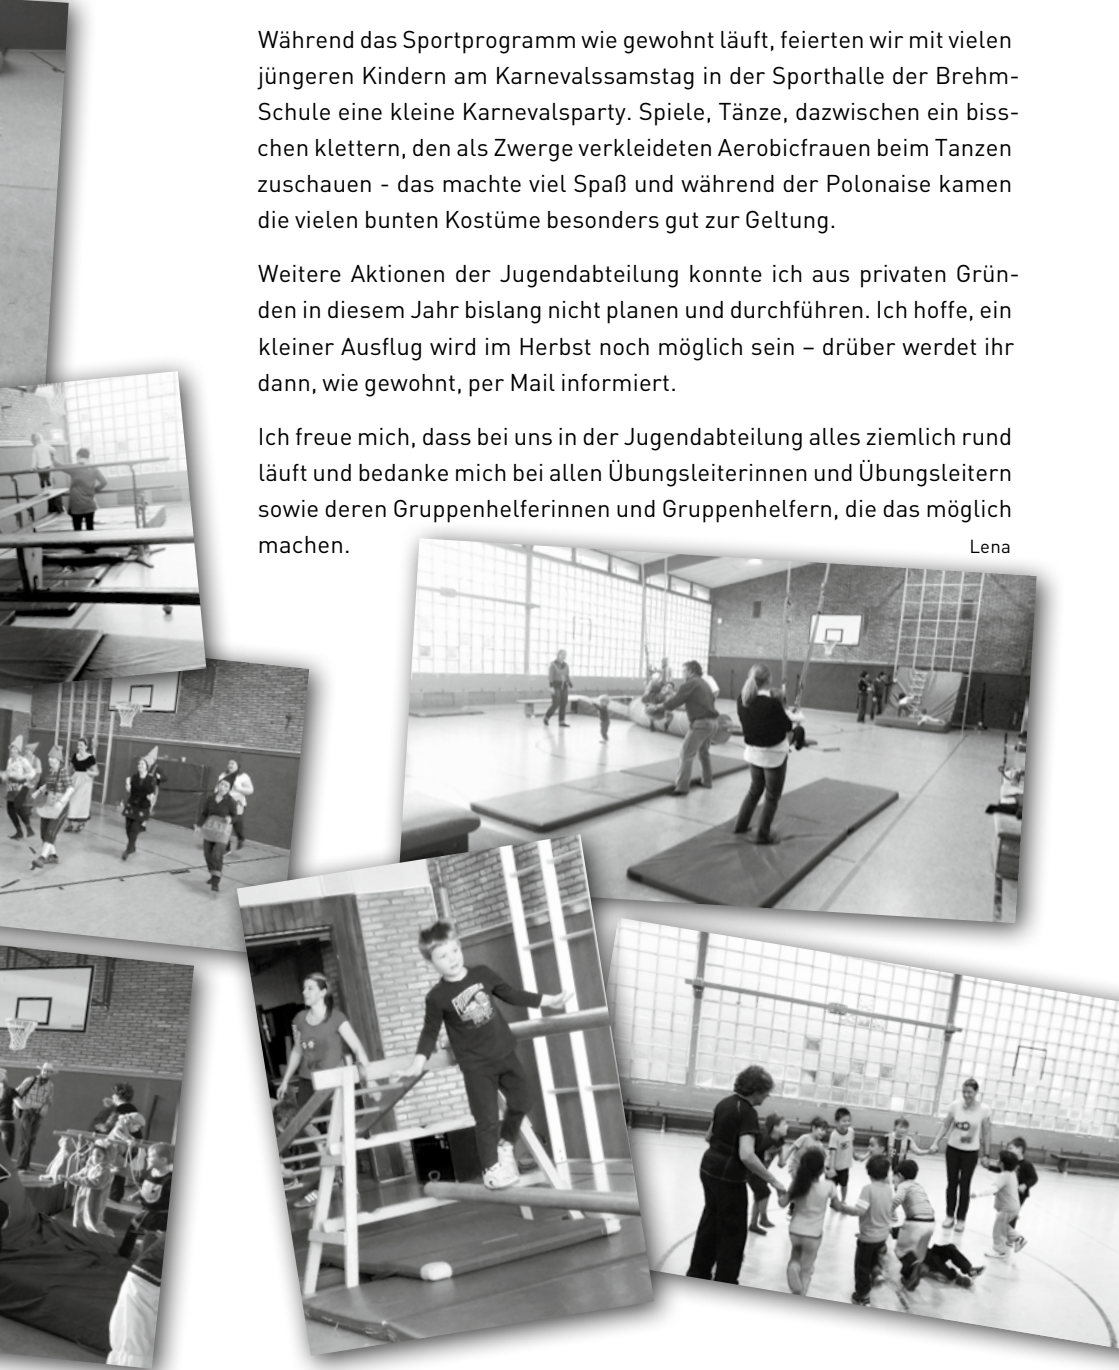 Während das Sportprogramm wie gewohnt läuft, feierten wir mit vielen
jüngeren Kindern am Karnevalssamstag in der Sporthalle der Brehm-
Schule eine kleine Karnevalsparty. Spiele, Tänze, dazwischen ein biss-
chen klettern, den als Zwerge verkleideten Aerobicfrauen beim Tanzen
zuschauen - das machte viel Spaß und während der Polonaise kamen
die vielen bunten Kostüme besonders gut zur Geltung.
Weitere Aktionen der Jugendabteilung konnte ich aus privaten Grün-
den in diesem Jahr bislang nicht planen und durchführen. Ich hoffe, ein
kleiner Ausflug wird im Herbst noch möglich sein – drüber werdet ihr
dann, wie gewohnt, per Mail informiert.
Ich freue mich, dass bei uns in der Jugendabteilung alles ziemlich rund
läuft und bedanke mich bei allen Übungsleiterinnen und Übungsleitern
sowie deren Gruppenhelferinnen und Gruppenhelfern, die das möglich
machen.
Lena